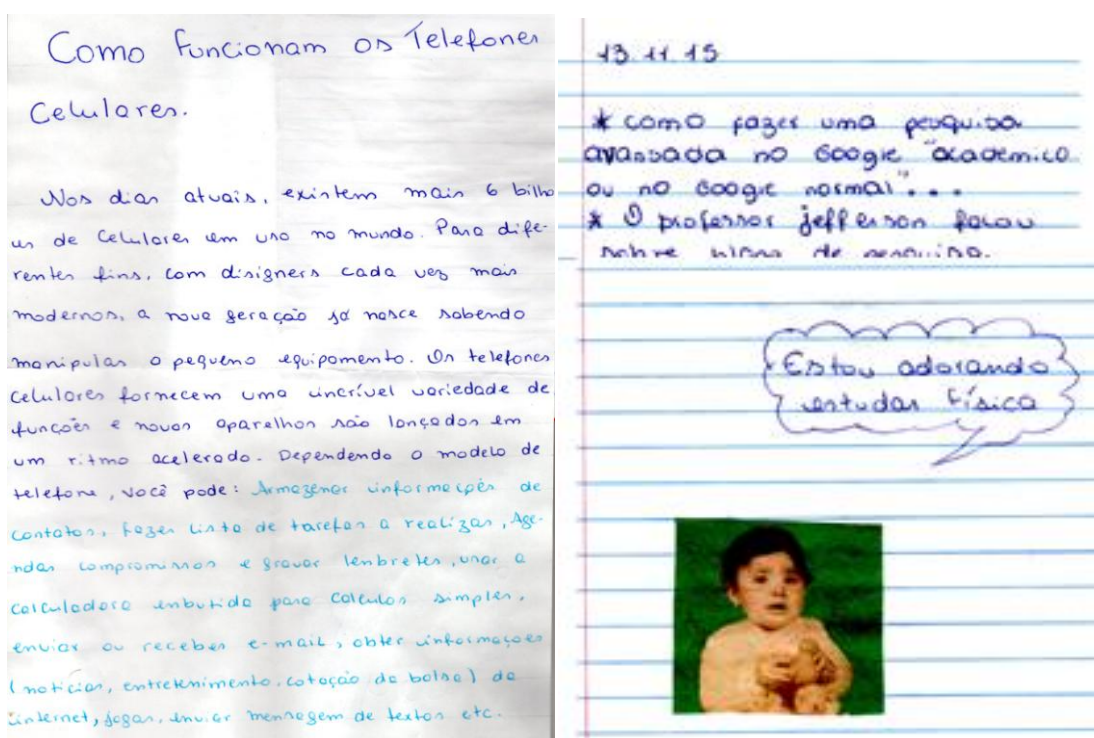 Como funcionam os Telefones
Celulares.
Nos dias atuais, existem mais 6 bilho
es de Celulares em uso no mundo. Para dife-
rentes fins, com disigners cada vez mais
modernos, a nova geração já nasce sabendo
manipular o pequeno equipamento. Os telefones
celulares fornecem uma incrível variedade de
funções e novos aparelhos são lançados em
um ritmo acelerado. Dependendo o modelo de
telefone, você pode: Armazenar informações de
contatos, fazer lista de tarefas a realizar, Age-
ndar compromissos e gravar lenbretes, usar a
calculadora enbutida para calculos simples,
enviar ou receber e-mail, obter informações
(notícias, entretenimento, cotação da bolsa) da
internet, jogar, enviar mensagem de textos etc.
13.11.15
* como fazer uma pesquisa
avansada no Google "academico
ou no Google normal"...
* O professor jefferson falou
sobre de pesquisa.
Estou adorando
estudar Física